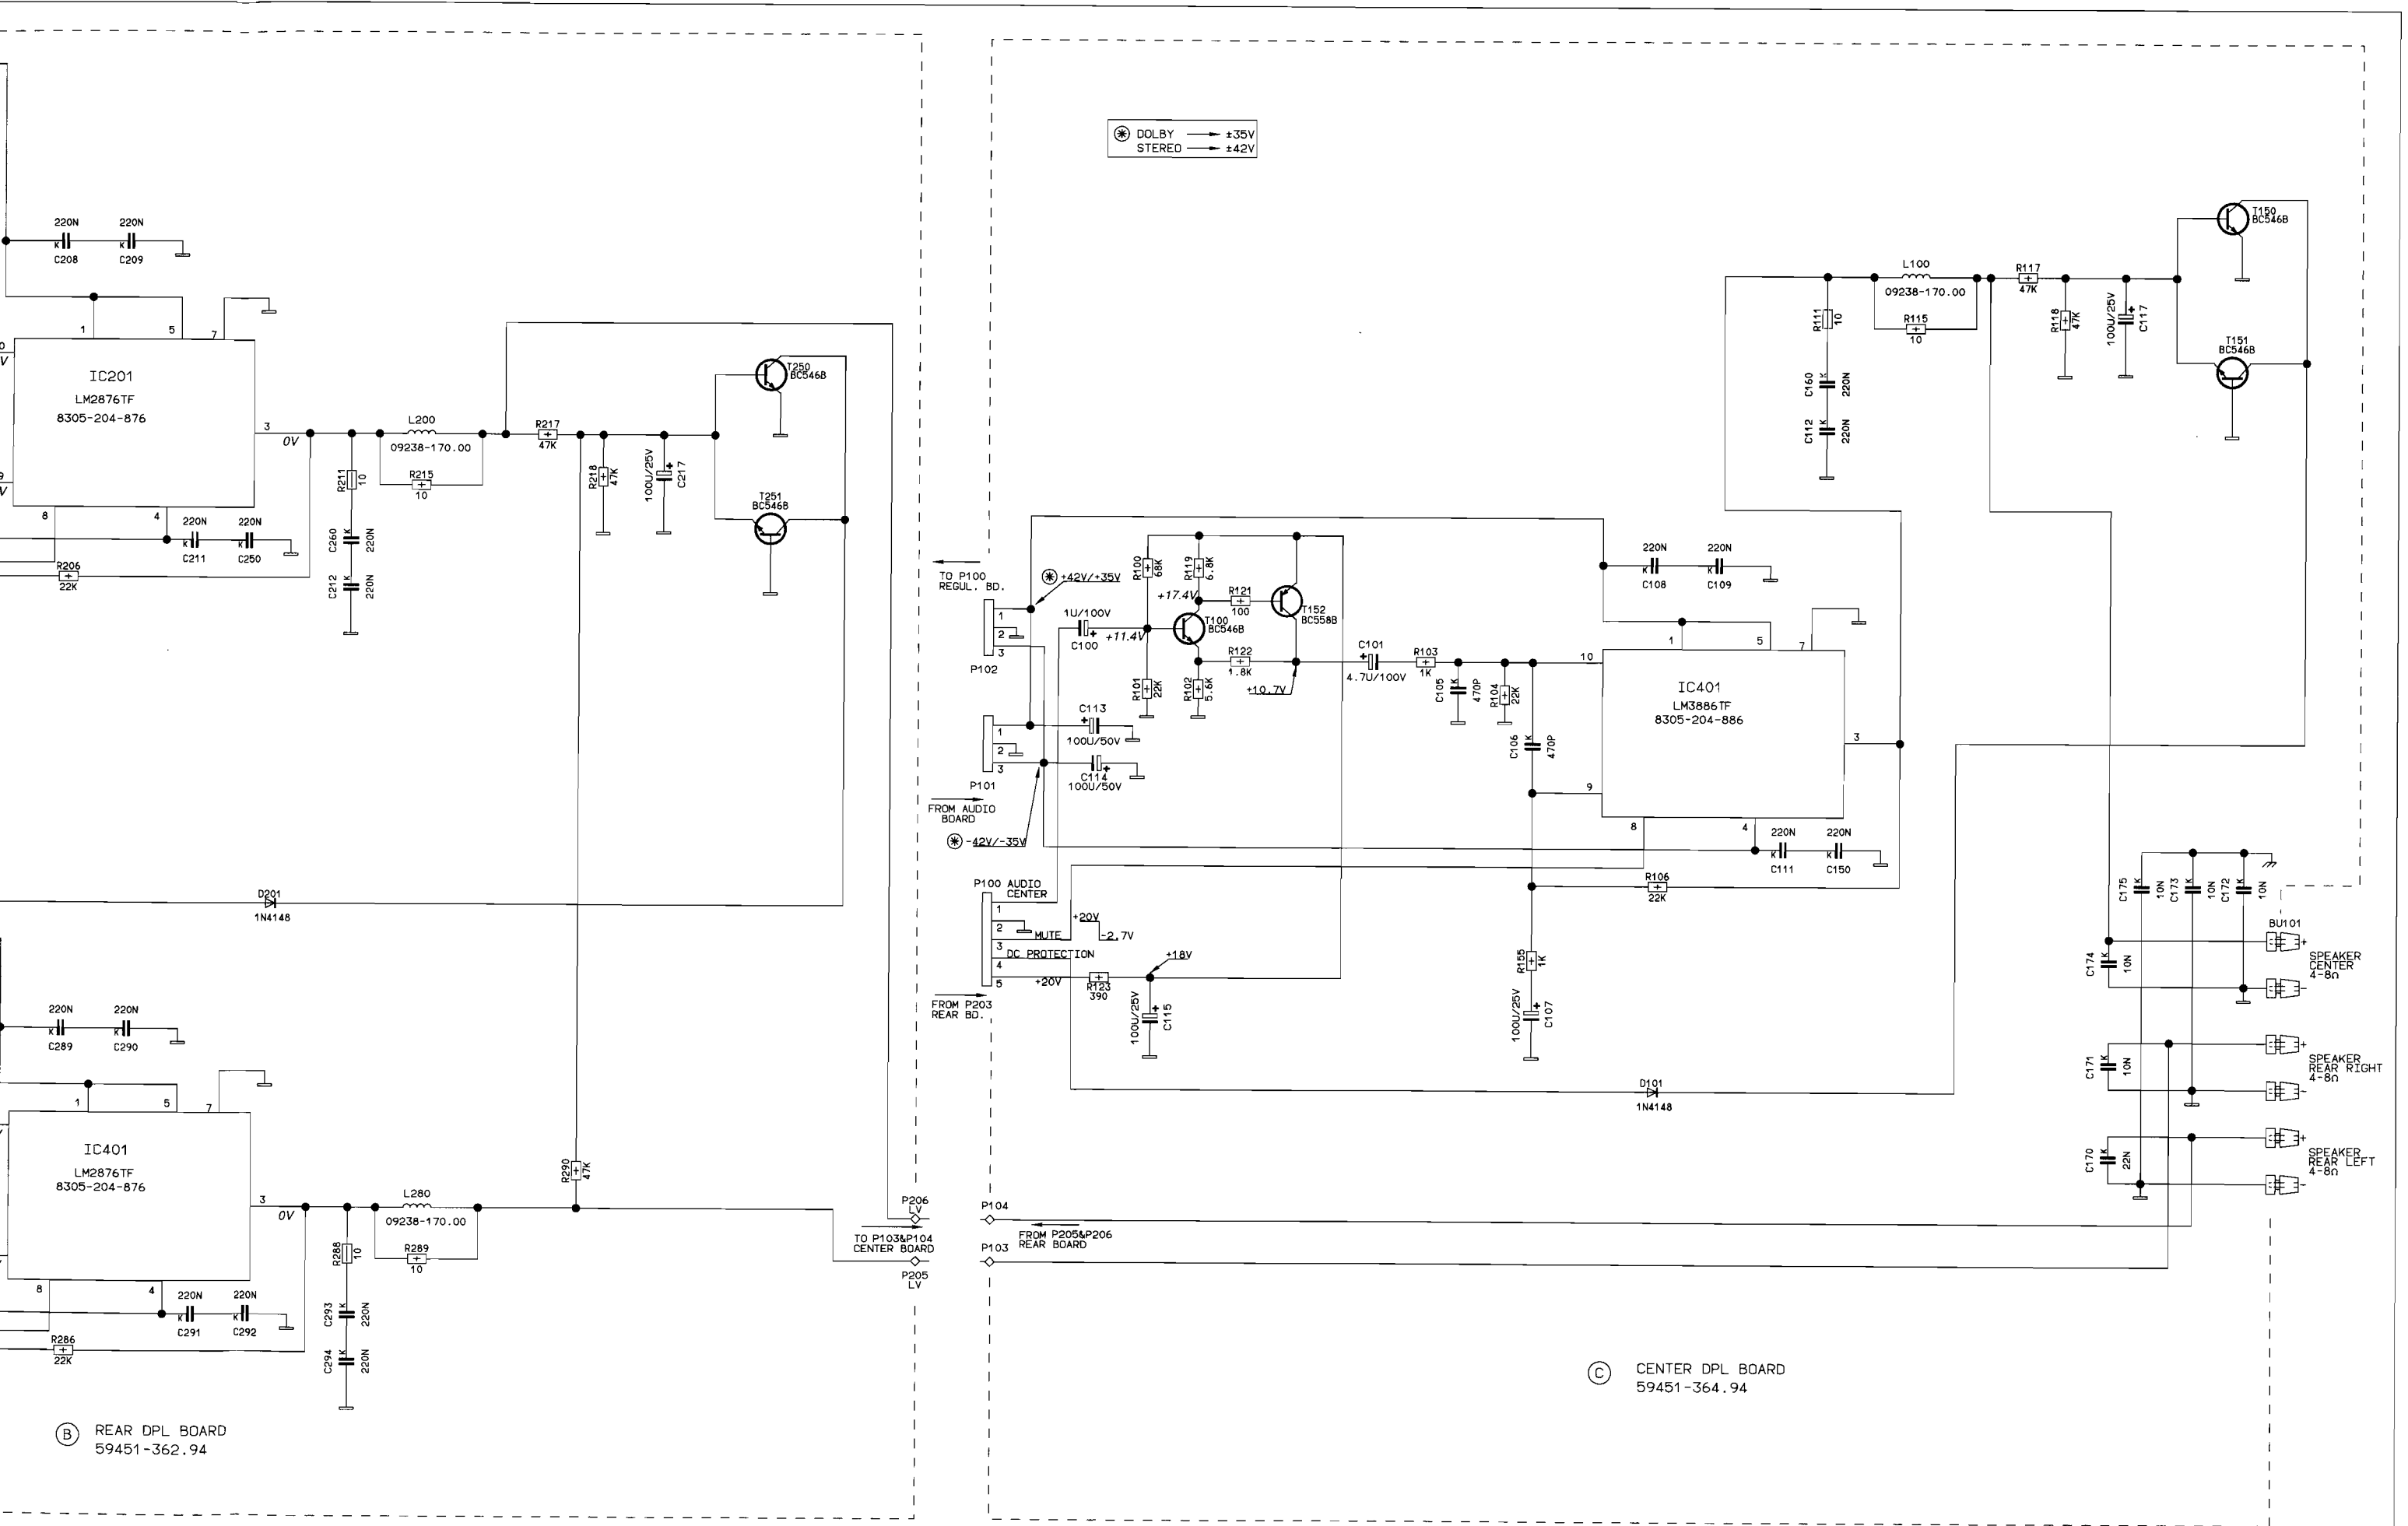 DOLBY ±35V
STEREO ±42V
220N 220N
K K
C208 C209
1 5 7
IC201
LM2876TF
8305-204-876
3
0V
8 4
220N 220N
K K
C211 C250
R206
22K
L200
09238-170.00
R215
10
R211
10
C260
K
220N
C212
K
220N
R217
47K
R218
47K
100U/25V
+
C217
T250
BC546B
T251
BC546B
D201
1N4148
220N 220N
K K
C289 C290
1 5 7
IC401
LM2876TF
8305-204-876
3
0V
8 4
220N 220N
K K
C291 C292
R286
22K
L280
09238-170.00
R289
10
R288
10
C293
K
220N
C294
K
220N
R290
47K
P206
LV
TO P103&P104
CENTER BOARD
P205
LV
B REAR DPL BOARD
59451-362.94
TO P100
REGUL. BD.
+42V/+35V
1
2
3
P102
1U/100V
+
C100
+11.4V
R100
68K
R119
6.8K
+17.4V
R121
100
T152
BC558B
T100
BC546B
R122
1.8K
R101
22K
R102
5.6K
+10.7V
C101
+
4.7U/100V
R103
1K
C105
K
470P
R104
22K
C106
K
470P
1
2
3
P101
C113
+
100U/50V
C114
+
100U/50V
FROM AUDIO
BOARD
-42V/-35V
P100 AUDIO
CENTER
1
2
3
4
5
MUTE
+20V
-2.7V
DC PROTECTION
+20V
R123
390
+18V
100U/25V
+
C115
FROM P203
REAR BD.
220N 220N
K K
C108 C109
1 5 7
10
9
IC401
LM3886TF
8305-204-886
3
8 4
220N 220N
K K
C111 C150
R106
22K
R155
1K
100U/25V
+
C107
D101
1N4148
L100
09238-170.00
R115
10
R111
10
C160
K
220N
C112
K
220N
R117
47K
R118
47K
100U/25V
+
C117
T150
BC546B
T151
BC546B
C175
K
10N
C173
K
10N
C172
K
10N
BU101
+
SPEAKER
CENTER
4-8Ω
-
C174
K
10N
+
SPEAKER
REAR RIGHT
4-8Ω
-
C171
K
10N
+
SPEAKER
REAR LEFT
4-8Ω
-
C170
K
22N
P104
FROM P205&P206
REAR BOARD
P103
C CENTER DPL BOARD
59451-364.94